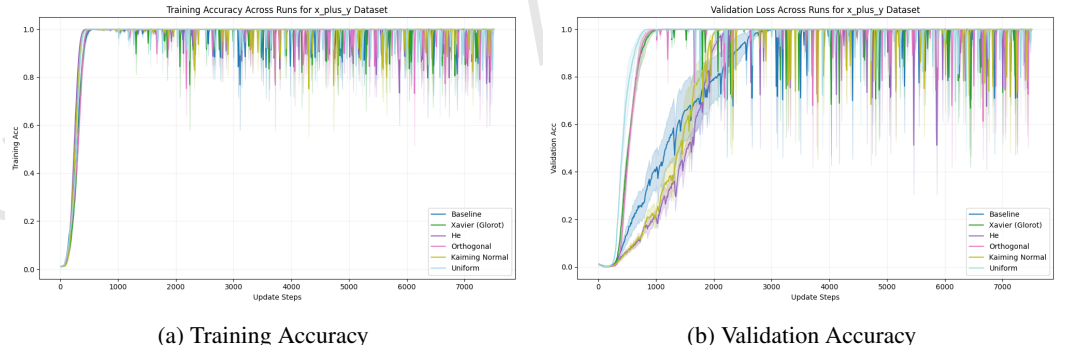 Training Accuracy Across Runs for x_plus_y Dataset
1.0
0.8
0.6
0.4
0.2
0.0
Training Acc
0
1000
2000
3000
4000
5000
6000
7000
Update Steps
Baseline
Xavier (Glorot)
He
Orthogonal
Kaiming Normal
Uniform
(a) Training Accuracy
Validation Loss Across Runs for x_plus_y Dataset
1.0
0.8
0.6
0.4
0.2
0.0
Validation Acc
0
1000
2000
3000
4000
5000
6000
7000
Update Steps
Baseline
Xavier (Glorot)
He
Orthogonal
Kaiming Normal
Uniform
(b) Validation Accuracy